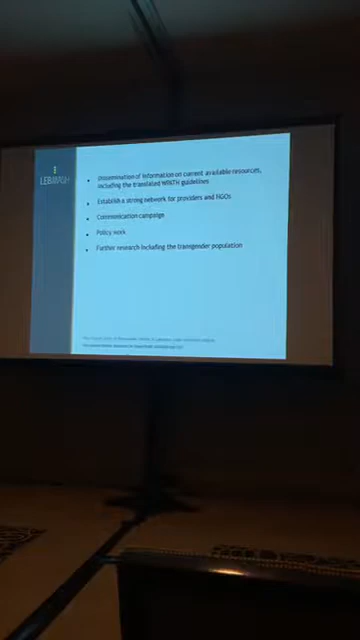 LEBMASH
Dissemination of information on current available resources,
including the translated WPATH guidelines
Establish a strong network for providers and NGOs
Communication campaign
Policy work
Further research including the transgender population